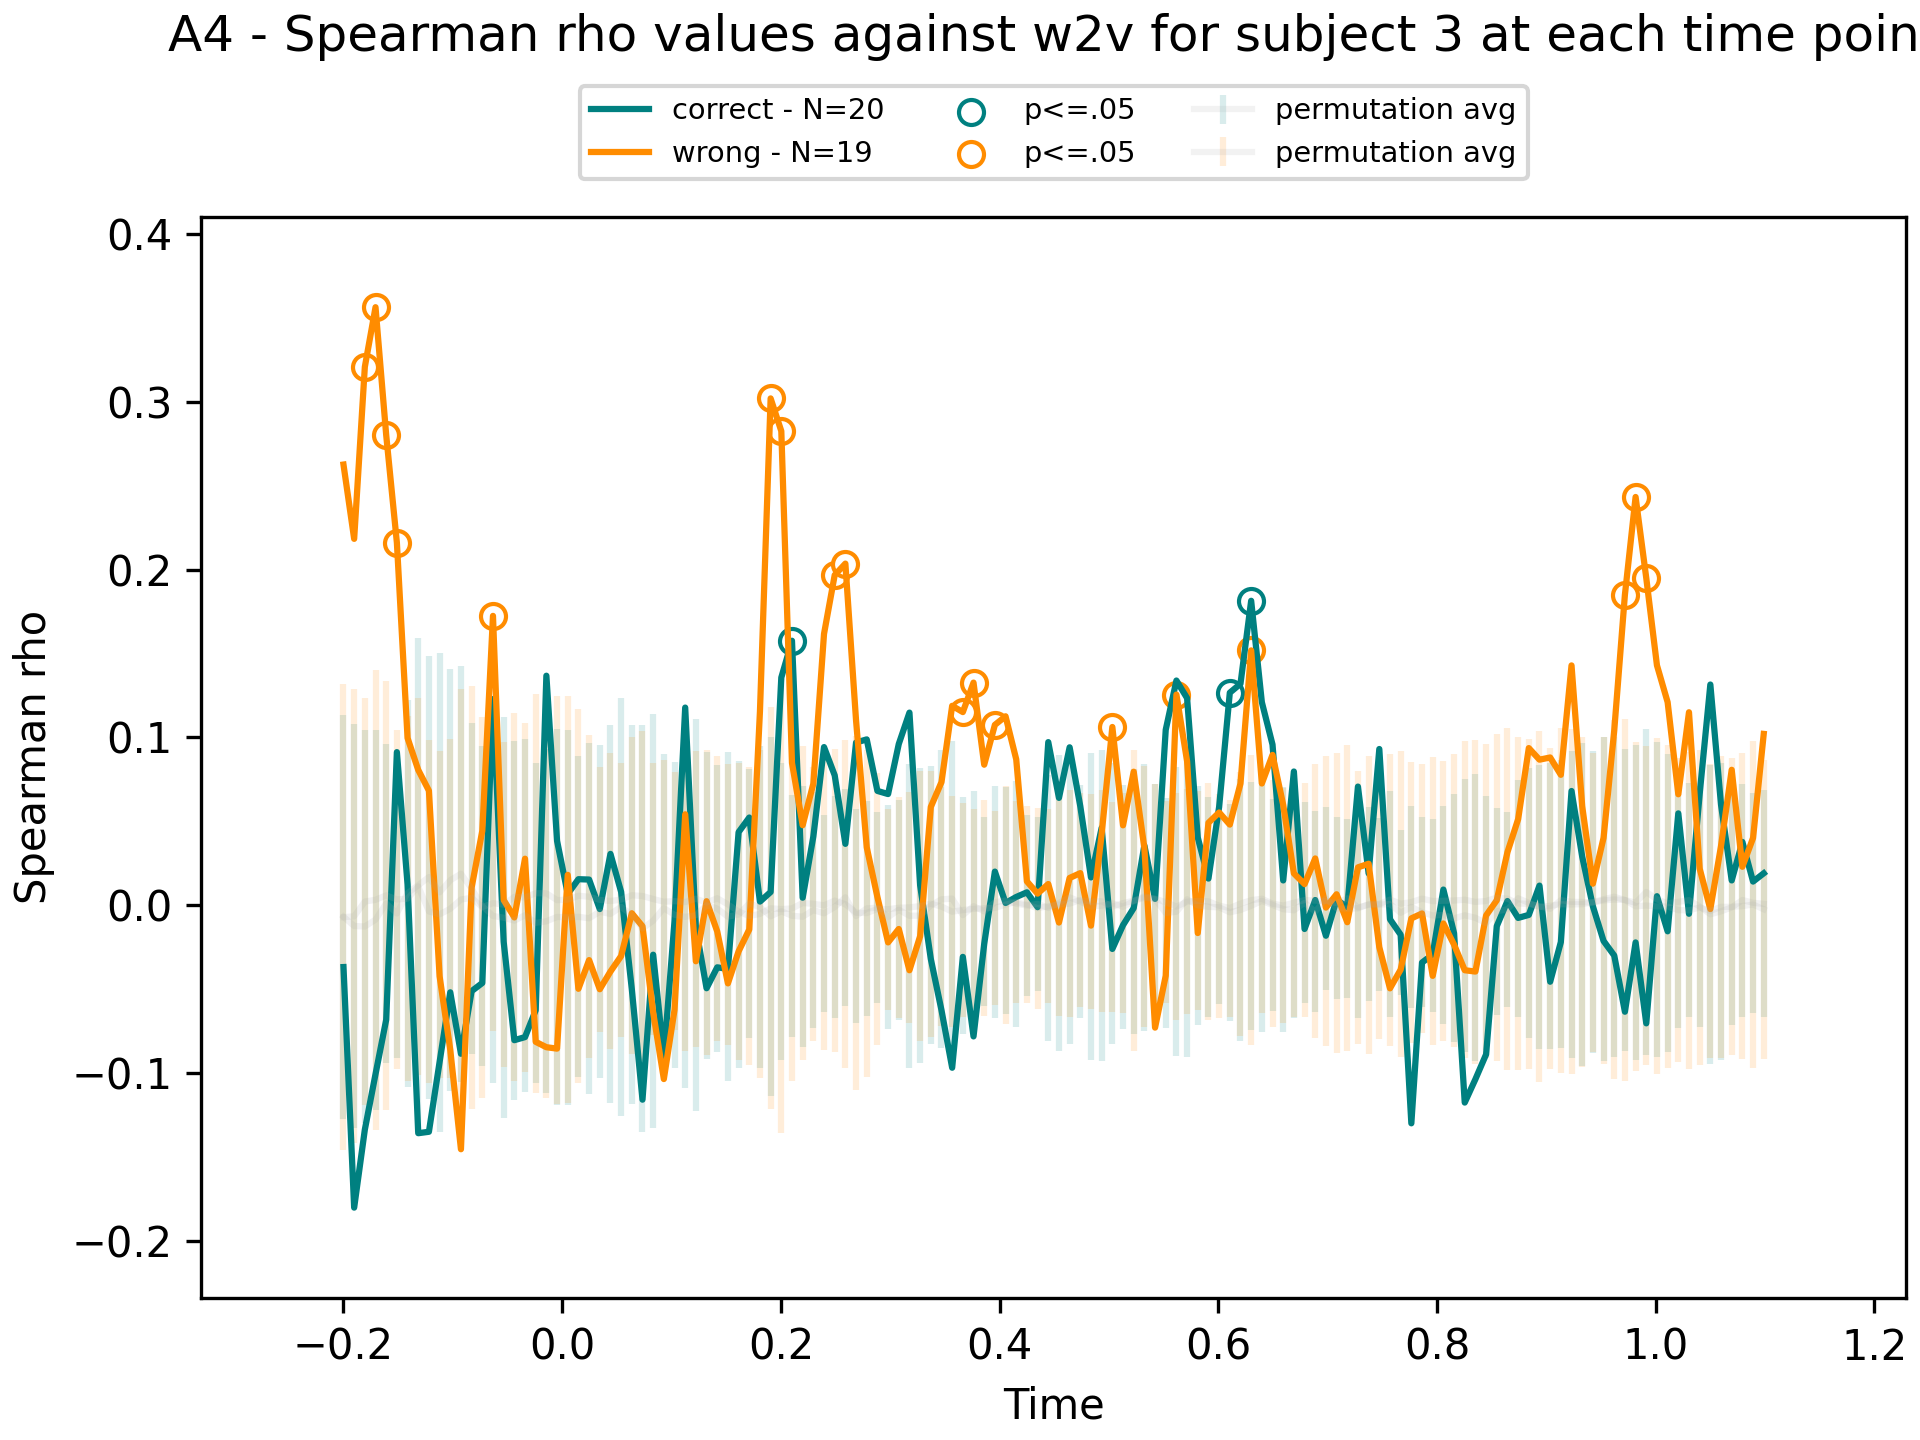 A4 - Spearman rho values against w2v for subject 3 at each time poin
correct - N=20
wrong - N=19
p<=.05
p<=.05
permutation avg
permutation avg
0.4
0.3
0.2
0.1
0.0
−0.1
−0.2
Spearman rho
−0.2 0.0 0.2 0.4 0.6 0.8 1.0 1.2
Time